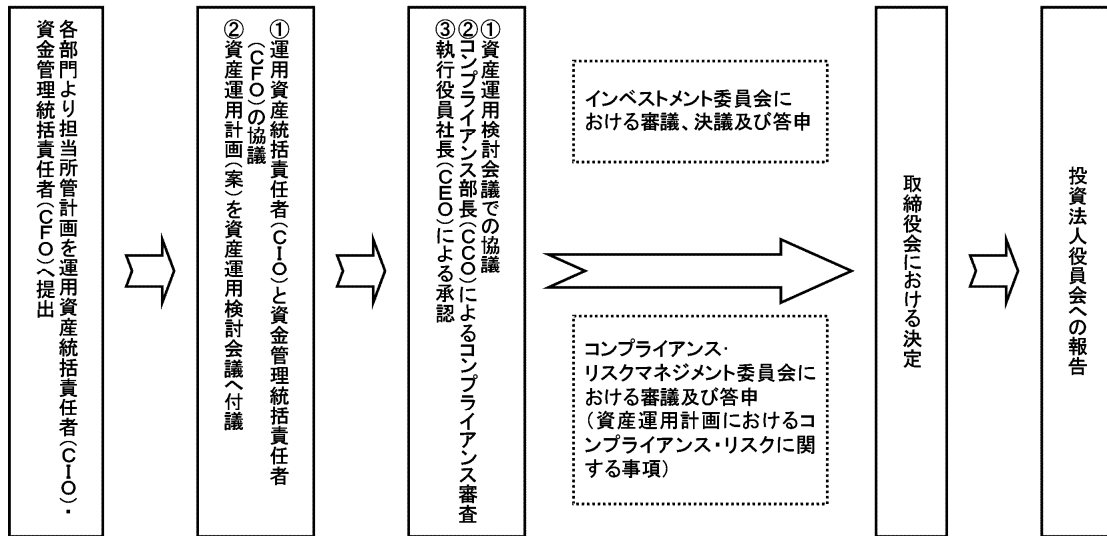 各部門より担当所管計画を運用資産統括責任者(CIO)・
資金管理統括責任者(CFO)へ提出
①運用資産統括責任者(CIO)と資金管理統括責任者
(CFO)の協議
②資産運用計画(案)を資産運用検討会議へ付議
①資産運用検討会議での協議
②コンプライアンス部長(CCO)によるコンプライアンス審査
③執行役員社長(CEO)による承認
インベストメント委員会に
おける審議、決議及び答申
コンプライアンス・
リスクマネジメント委員会に
おける審議及び答申
(資産運用計画におけるコ
ンプライアンス・リスクに関
する事項)
取締役会における決定
投資法人役員会への報告